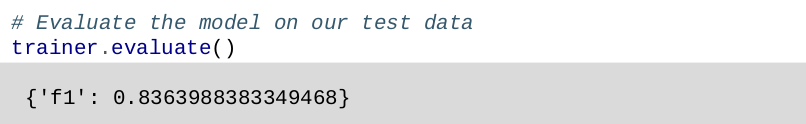 # Evaluate the model on our test data
trainer.evaluate()
{'f1': 0.8363988383349468}